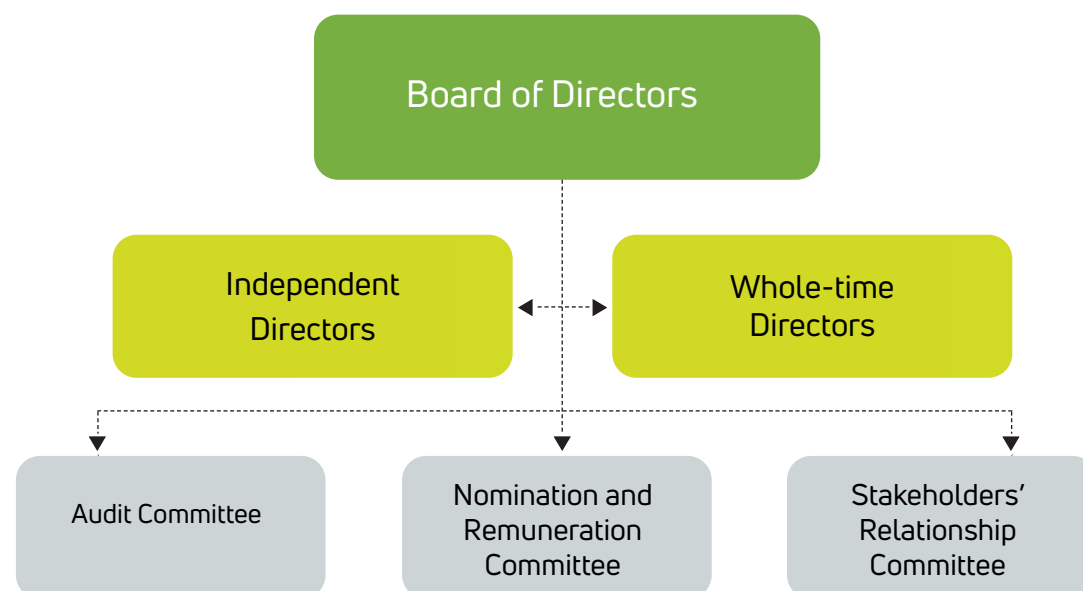 Board of Directors
Independent
Directors
Whole-time
Directors
Audit Committee
Nomination and
Remuneration
Committee
Stakeholders’
Relationship
Committee